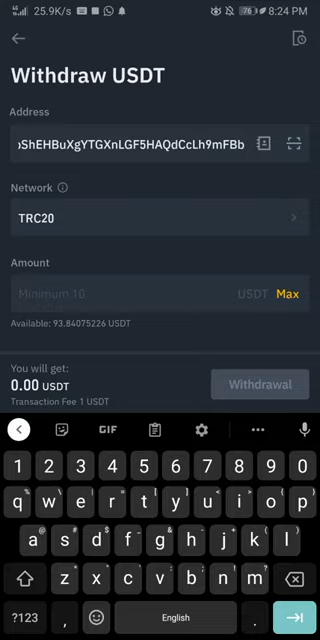 25.9K/s 76 8:24 PM
Withdraw USDT
Address
ShEHBuXgYTGXnLGF5HAQdCcLh9mFBb
Network
TRC20
Amount
Minimum 10 USDT Max
Available: 93.84075226 USDT
You will get:
0.00 USDT Withdrawal
Transaction Fee 1 USDT
GIF
1 2 3 4 5 6 7 8 9 0
q w e r t y u i o p
a s d f g h j k l
z x c v b n m
?123 , English .